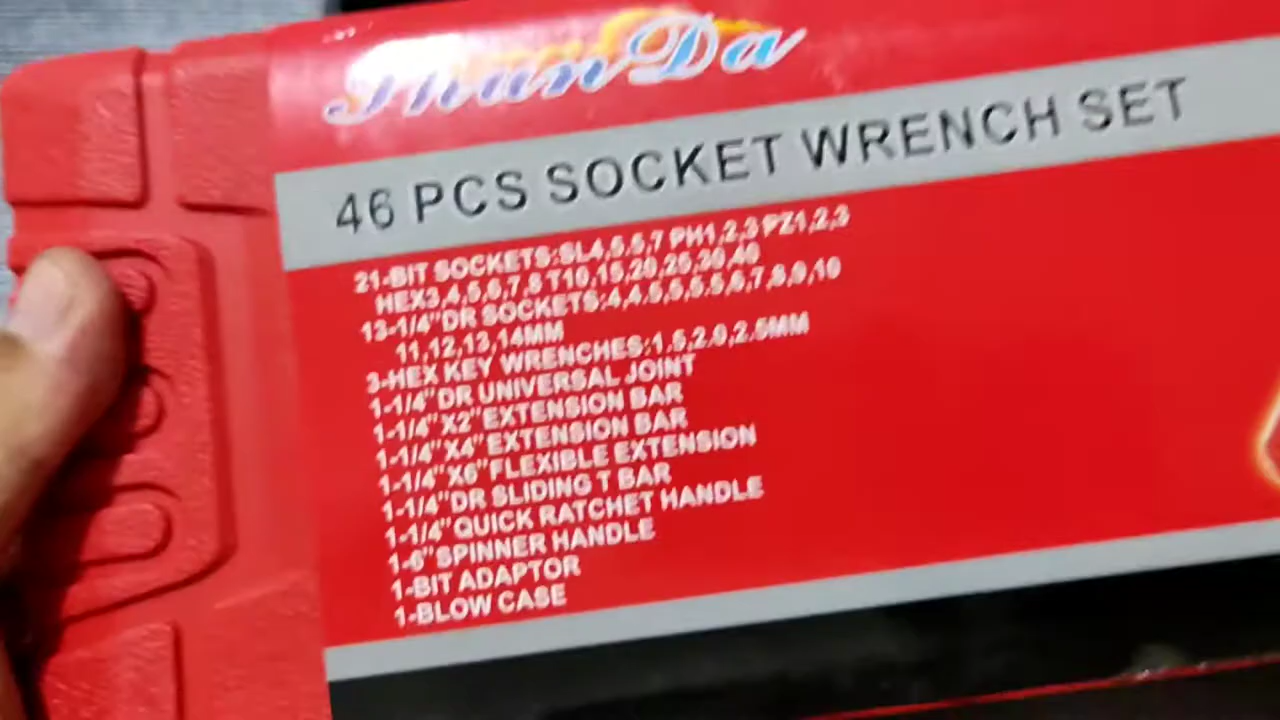 ShunDa
46 PCS SOCKET WRENCH SET
21-BIT SOCKETS:SL4,5,5,7 PH1,2,3 PZ1,2,3
HEX3,4,5,6,7,8 T10,15,20,25,30,40
13-1/4"DR SOCKETS:4,4.5,5,5.5,6,7,8,9,10
11,12,13,14MM
3-HEX KEY WRENCHES:1.5,2.0,2.5MM
1-1/4"DR UNIVERSAL JOINT
1-1/4"X2"EXTENSION BAR
1-1/4"X4"EXTENSION BAR
1-1/4"X6"FLEXIBLE EXTENSION
1-1/4"DR SLIDING T BAR
1-1/4"QUICK RATCHET HANDLE
1-6"SPINNER HANDLE
1-BIT ADAPTOR
1-BLOW CASE